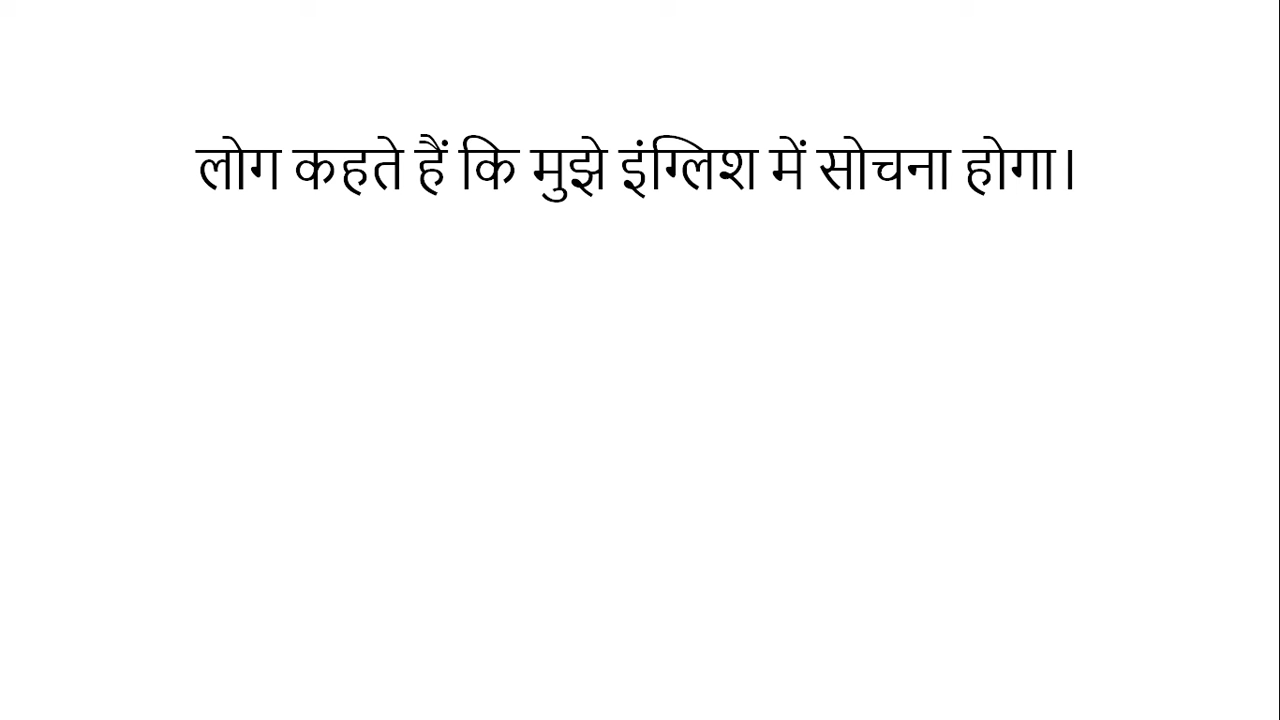 लोग कहते हैं कि मुझे इंग्लिश में सोचना होगा।